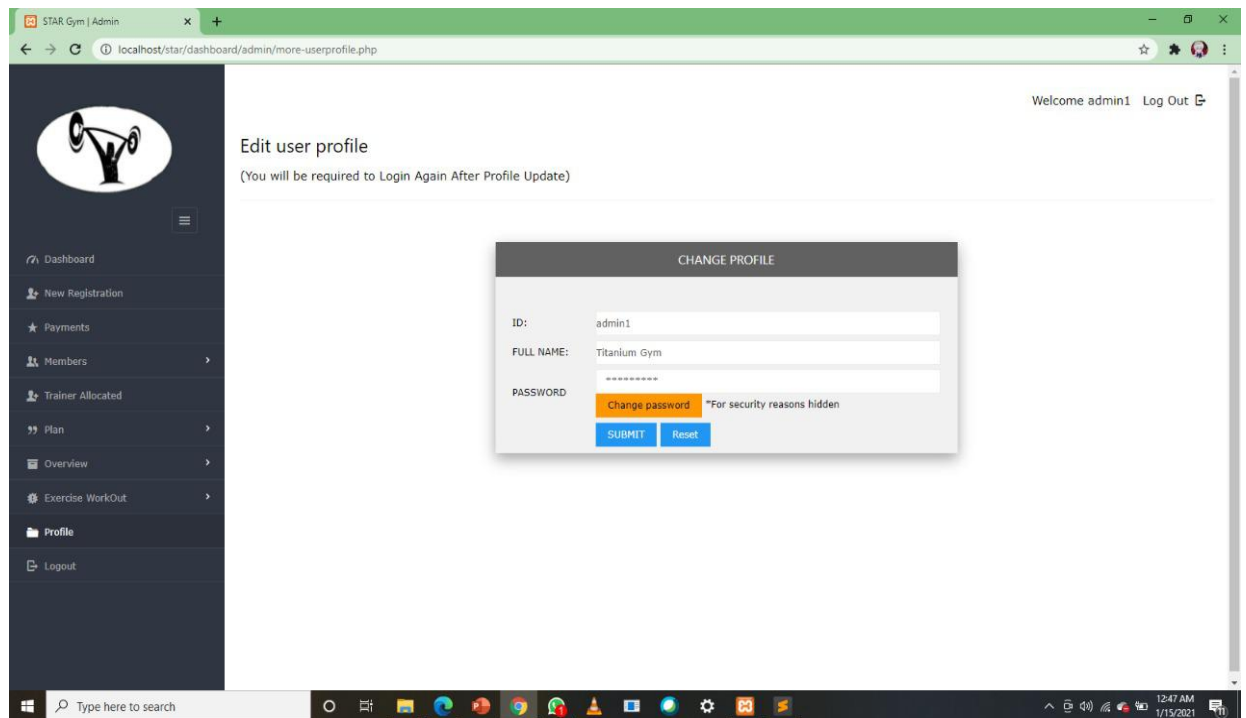 STAR Gym | Admin
localhost/star/dashboard/admin/more-userprofile.php
Welcome admin1 Log Out
Edit user profile
(You will be required to Login Again After Profile Update)
Dashboard
New Registration
Payments
Members
Trainer Allocated
Plan
Overview
Exercise WorkOut
Profile
Logout
CHANGE PROFILE
ID: admin1
FULL NAME: Titanium Gym
*********
PASSWORD
Change password *For security reasons hidden
SUBMIT Reset
Type here to search
12:47 AM
1/15/2021